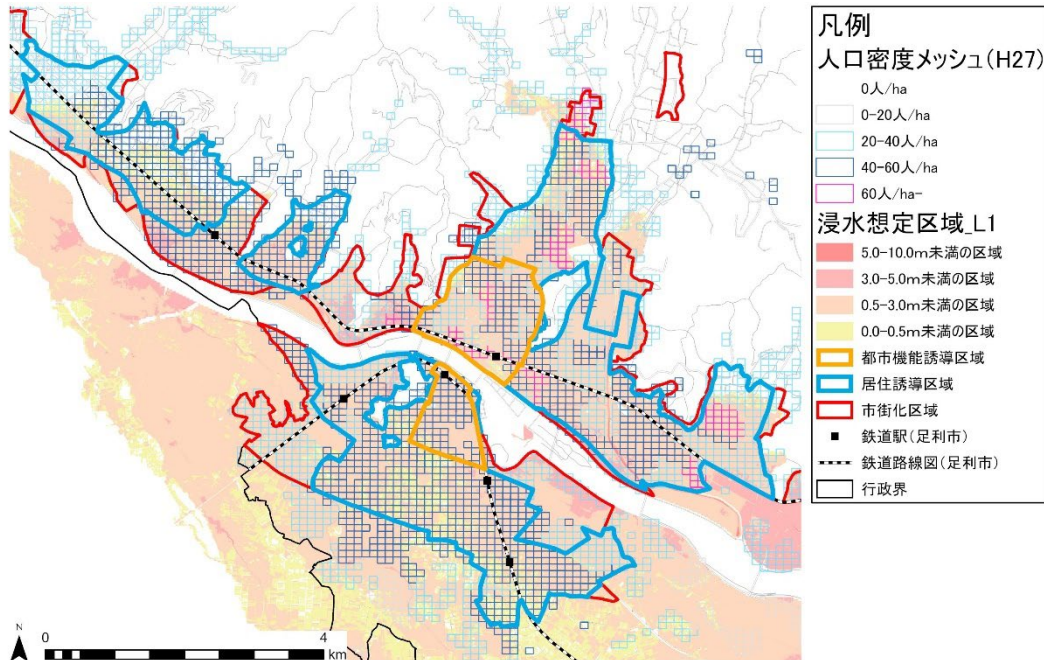 凡例
人口密度メッシュ(H27)
0人/ha
0-20人/ha
20-40人/ha
40-60人/ha
60人/ha-
浸水想定区域_L1
5.0-10.0m未満の区域
3.0-5.0m未満の区域
0.5-3.0m未満の区域
0.0-0.5m未満の区域
都市機能誘導区域
居住誘導区域
市街化区域
鉄道駅(足利市)
鉄道路線図(足利市)
行政界
N
0 4
km